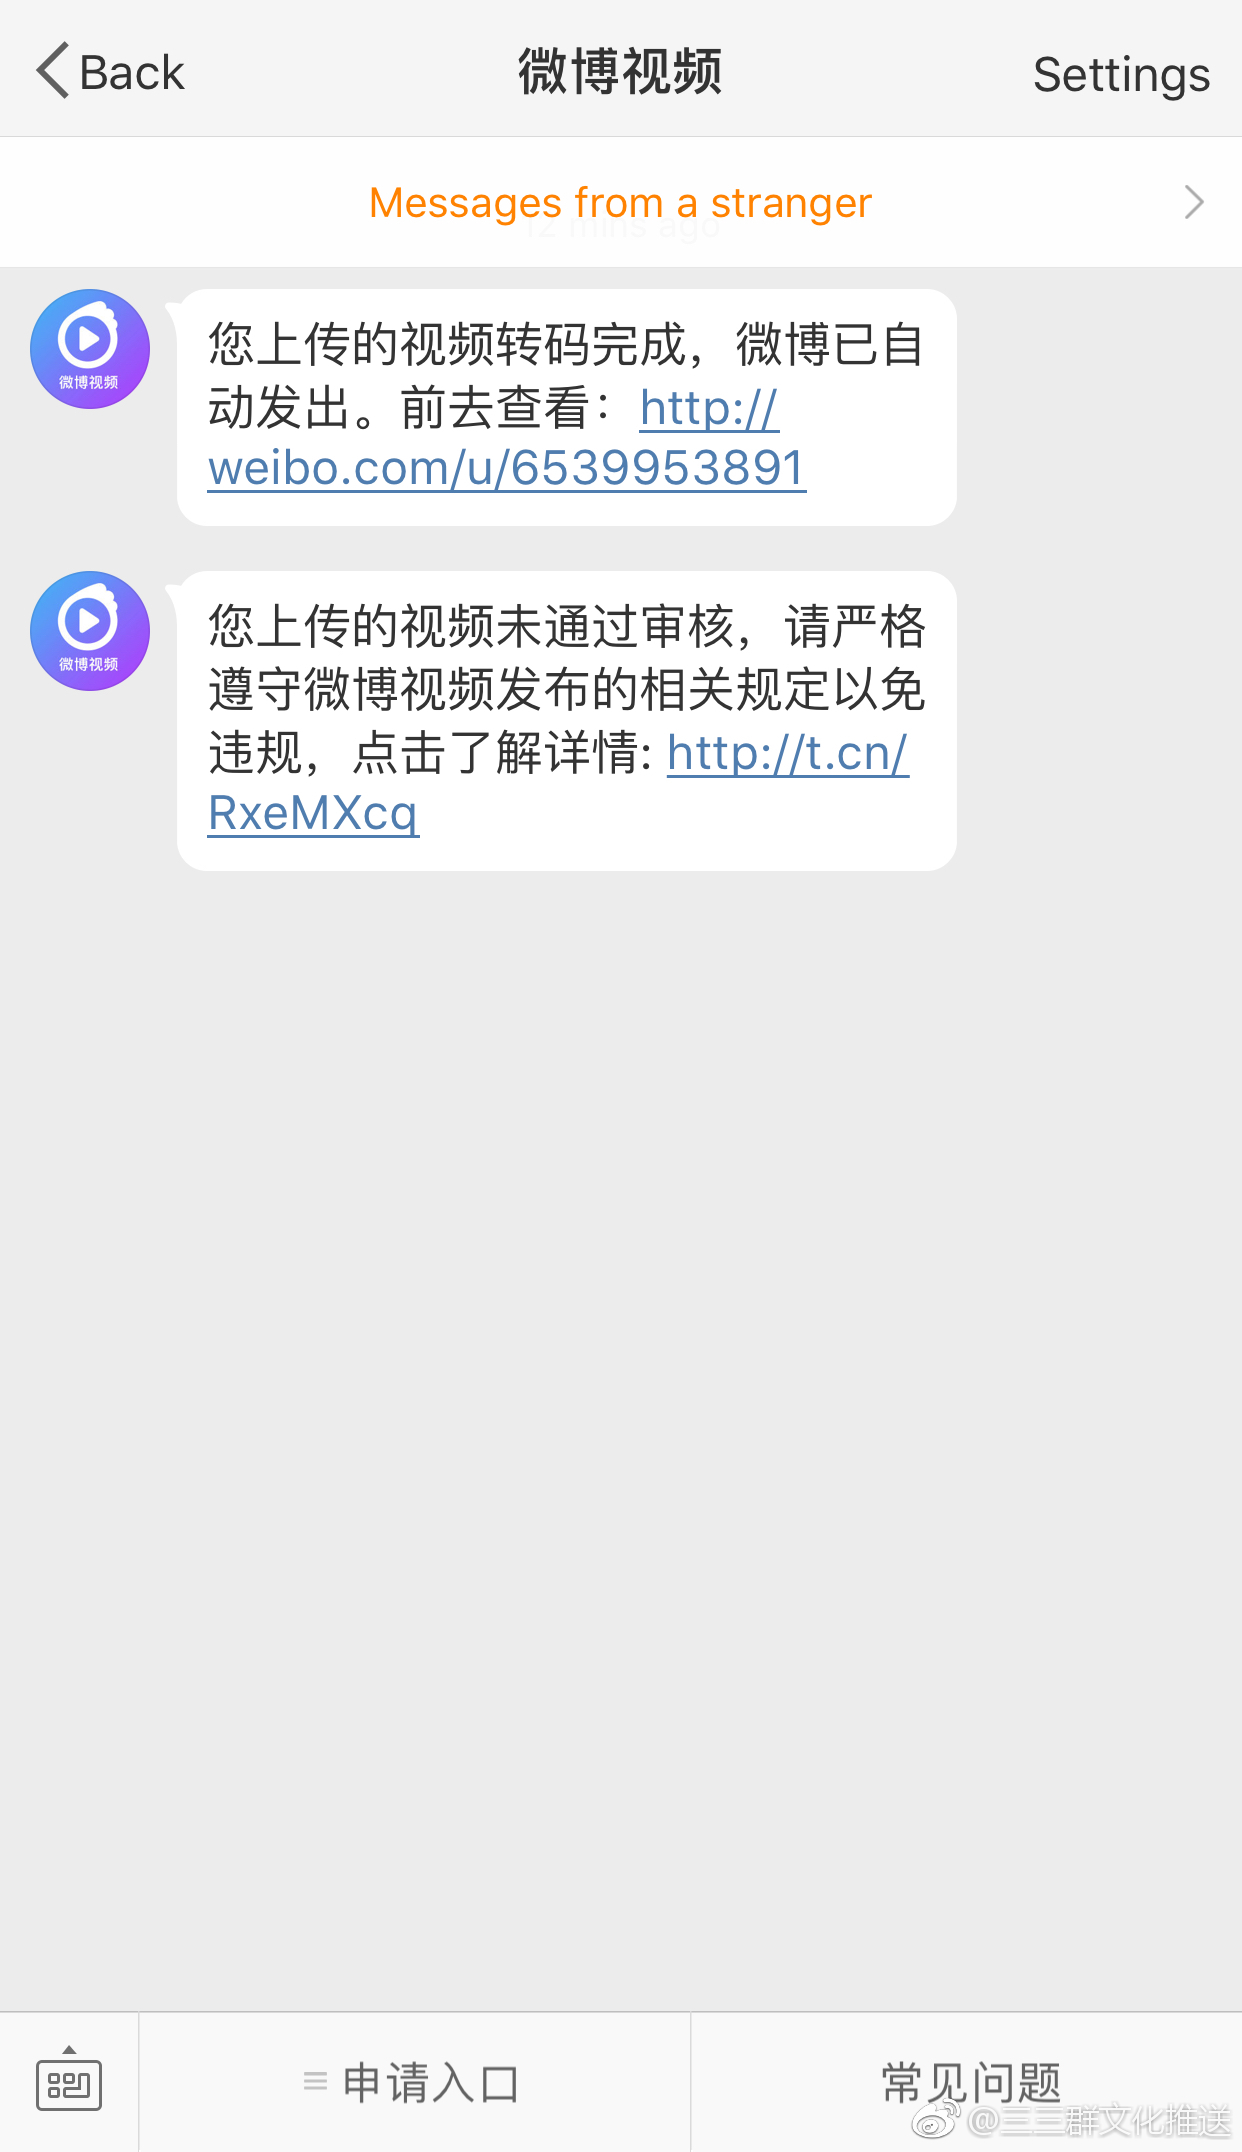 Back
微博视频
Settings
Messages from a stranger
12 mins ago
微博视频
您上传的视频转码完成，微博已自
动发出。前去查看：http://
weibo.com/u/6539953891
微博视频
您上传的视频未通过审核，请严格
遵守微博视频发布的相关规定以免
违规，点击了解详情: http://t.cn/
RxeMXcq
申请入口
常见问题
@三三群文化推送